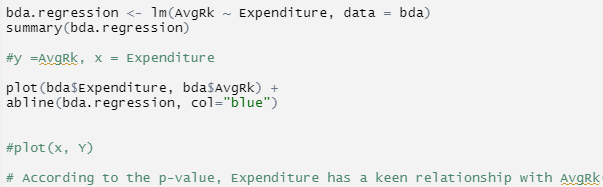 bda.regression <- lm(AvgRk ~ Expenditure, data = bda)
summary(bda.regression)
#y =AvgRk, x = Expenditure
plot(bda$Expenditure, bda$AvgRk) +
abline(bda.regression, col="blue")
#plot(x, Y)
# According to the p-value, Expenditure has a keen relationship with AvgRk